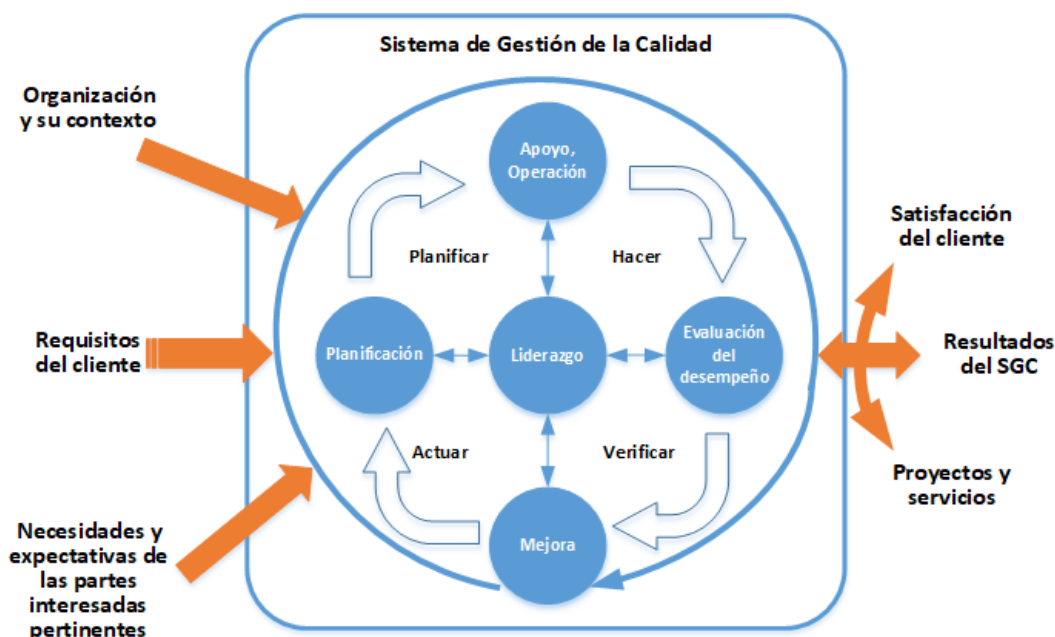 Sistema de Gestión de la Calidad
Organización
y su contexto
Apoyo,
Operación
Satisfacción
del cliente
Planificar
Hacer
Requisitos
del cliente
Planificación
Liderazgo
Evaluación
del
desempeño
Resultados
del SGC
Actuar
Verificar
Proyectos y
servicios
Necesidades y
expectativas de
las partes
interesadas
pertinentes
Mejora